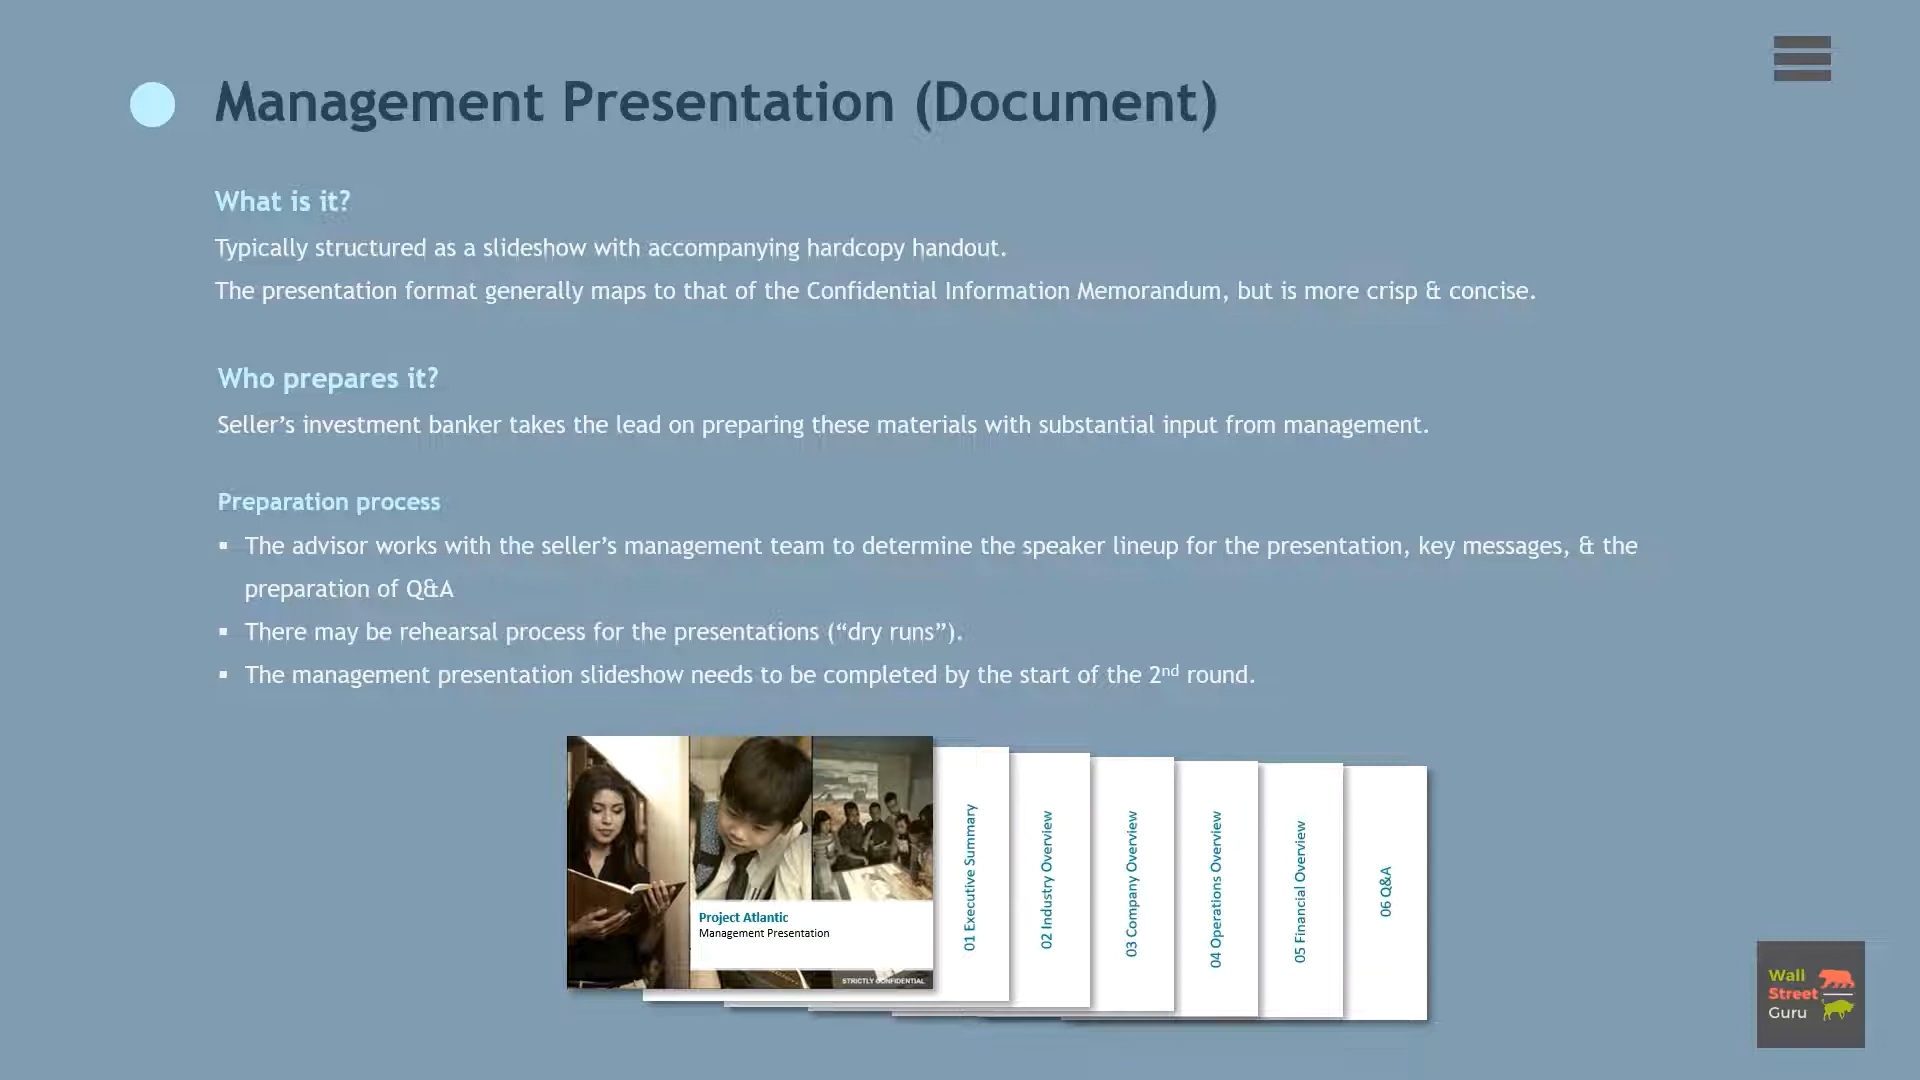 Management Presentation (Document)
What is it?
Typically structured as a slideshow with accompanying hardcopy handout.
The presentation format generally maps to that of the Confidential Information Memorandum, but is more crisp & concise.
Who prepares it?
Seller’s investment banker takes the lead on preparing these materials with substantial input from management.
Preparation process
▪ The advisor works with the seller’s management team to determine the speaker lineup for the presentation, key messages, & the
preparation of Q&A
▪ There may be rehearsal process for the presentations (“dry runs”).
▪ The management presentation slideshow needs to be completed by the start of the 2nd round.
Project Atlantic
Management Presentation
STRICTLY CONFIDENTIAL
01 Executive Summary
02 Industry Overview
03 Company Overview
04 Operations Overview
05 Financial Overview
06 Q&A
Wall
Street
Guru